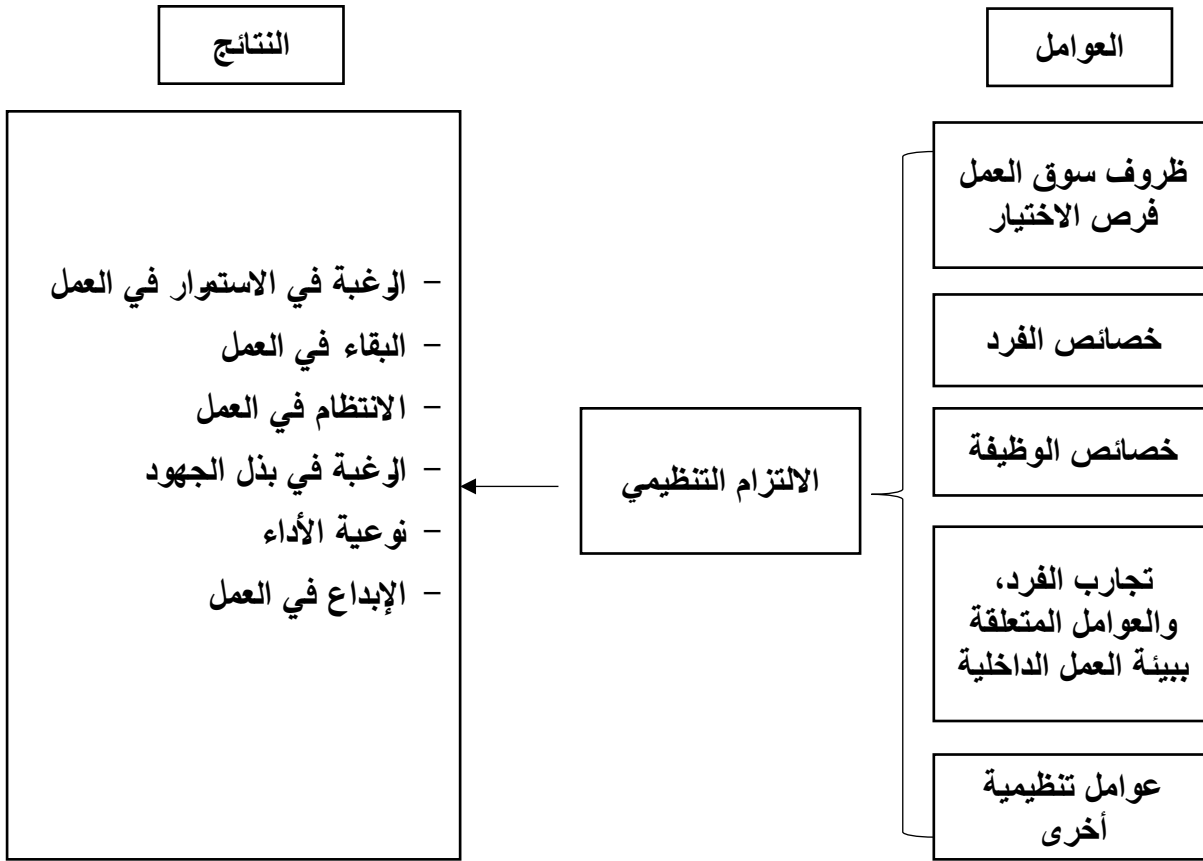 العوامل
النتائج
ظروف سوق العمل
فرص الاختيار
خصائص الفرد
خصائص الوظيفة
تجارب الفرد،
والعوامل المتعلقة
ببيئة العمل الداخلية
عوامل تنظيمية
أخرى
الالتزام التنظيمي
– الرغبة في الاستمرار في العمل
– البقاء في العمل
– الانتظام في العمل
– الرغبة في بذل الجهود
– نوعية الأداء
– الإبداع في العمل